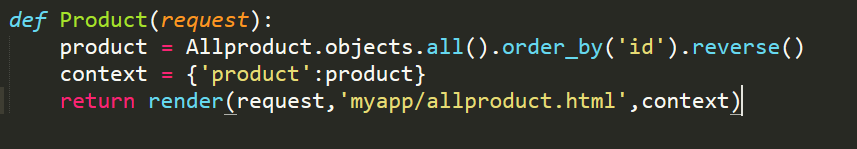 def Product(request):
    product = Allproduct.objects.all().order_by('id').reverse()
    context = {'product':product}
    return render(request,'myapp/allproduct.html',context)